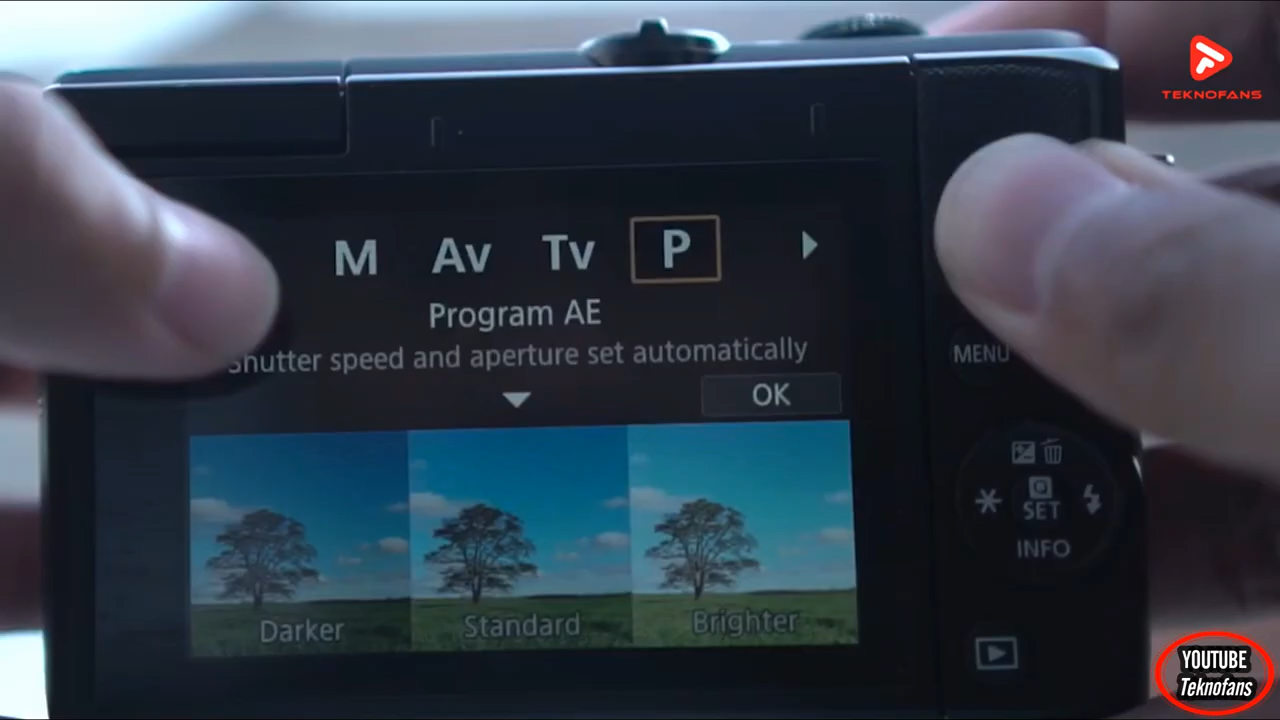 TEKNOFANS
M Av Tv P
Program AE
Shutter speed and aperture set automatically
OK
MENU
SET
INFO
Darker Standard Brighter
YOUTUBE
Teknofans